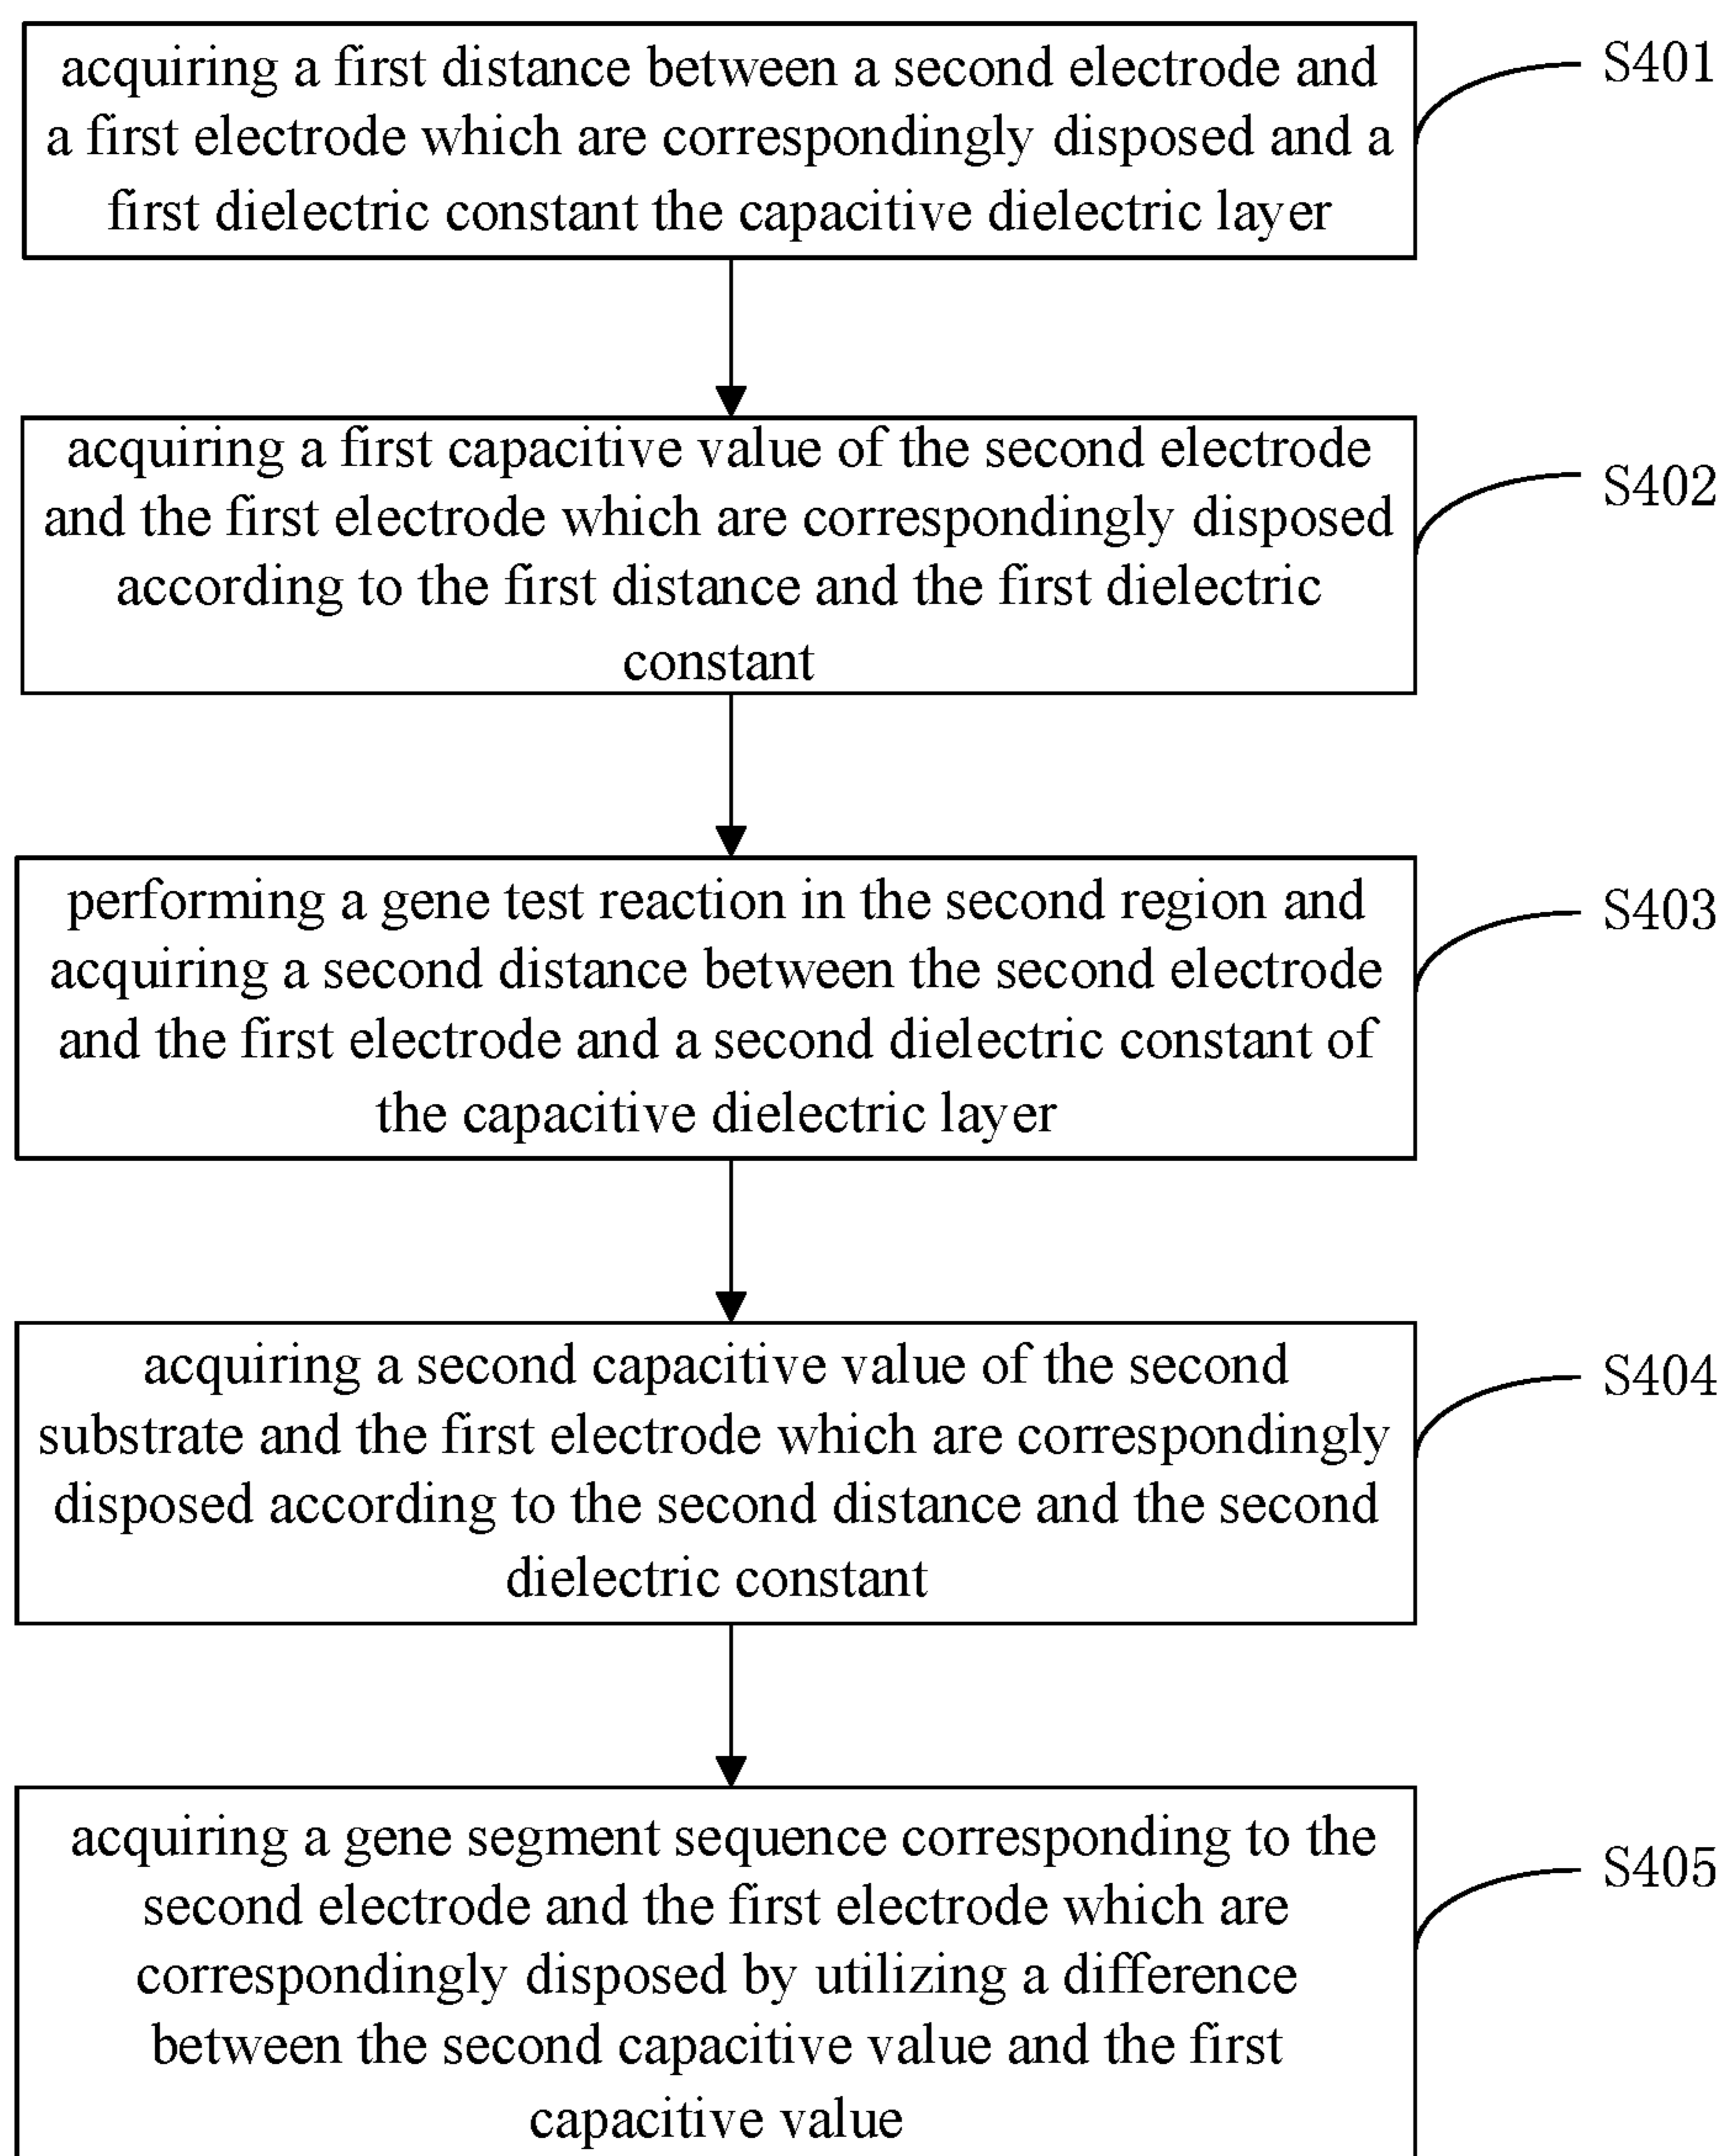 acquiring a first distance between a second electrode and
a first electrode which are correspondingly disposed and a
first dielectric constant the capacitive dielectric layer
S401
acquiring a first capacitive value of the second electrode
and the first electrode which are correspondingly disposed
according to the first distance and the first dielectric
constant
S402
performing a gene test reaction in the second region and
acquiring a second distance between the second electrode
and the first electrode and a second dielectric constant of
the capacitive dielectric layer
S403
acquiring a second capacitive value of the second
substrate and the first electrode which are correspondingly
disposed according to the second distance and the second
dielectric constant
S404
acquiring a gene segment sequence corresponding to the
second electrode and the first electrode which are
correspondingly disposed by utilizing a difference
between the second capacitive value and the first
capacitive value
S405